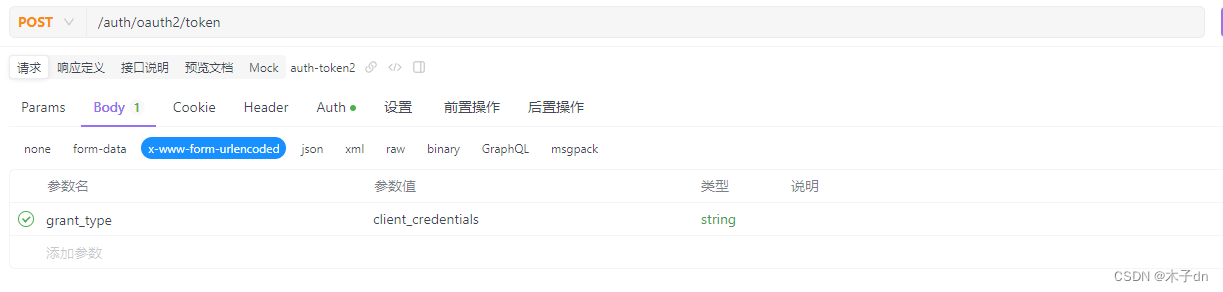 POST /auth/oauth2/token
请求 响应定义 接口说明 预览文档 Mock auth-token2
Params Body 1 Cookie Header Auth 设置 前置操作 后置操作
none form-data x-www-form-urlencoded json xml raw binary GraphQL msgpack
参数名 参数值 类型 说明
grant_type client_credentials string
添加参数
CSDN @木子dn